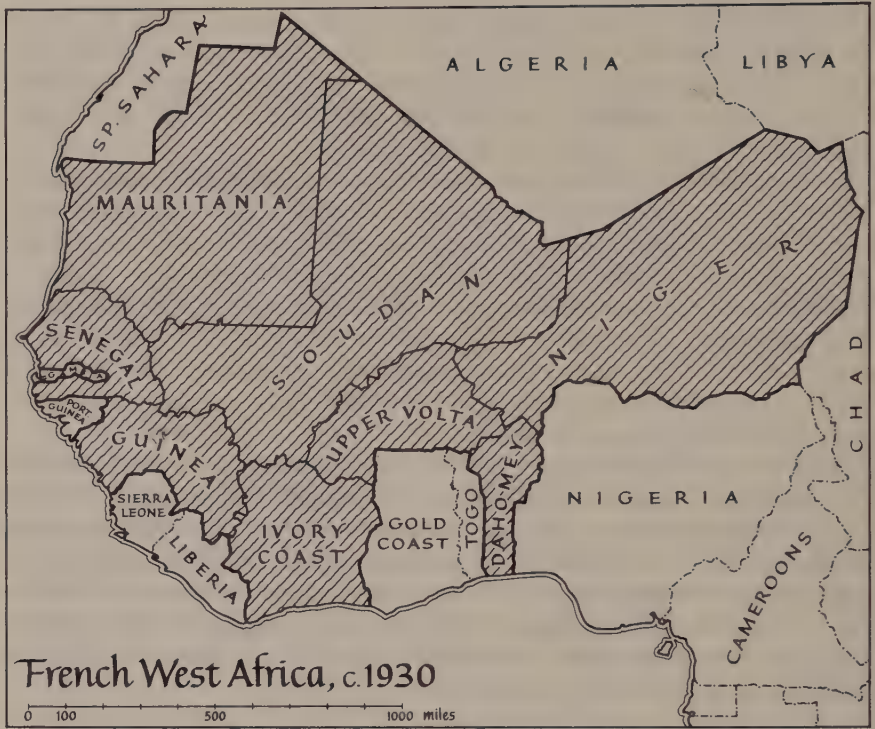 ALGERIA
LIBYA
SP. SAHARA
MAURITANIA
SOUDAN
NIGER
CHAD
SENEGAL
PORT
GUINEA
GUINEA
UPPER VOLTA
SIERRA
LEONE
LIBERIA
IVORY
COAST
GOLD
COAST
TOGO
DAHOMEY
NIGERIA
CAMEROONS
French West Africa, c.1930
0 100 500 1000 miles